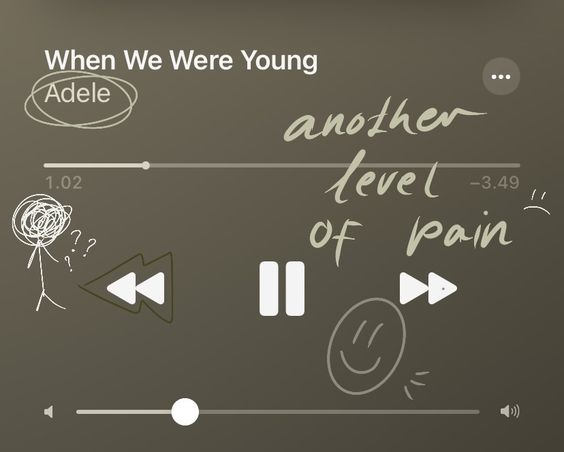 When We Were Young
Adele
another
level
of pain
1.02
−3.49
???